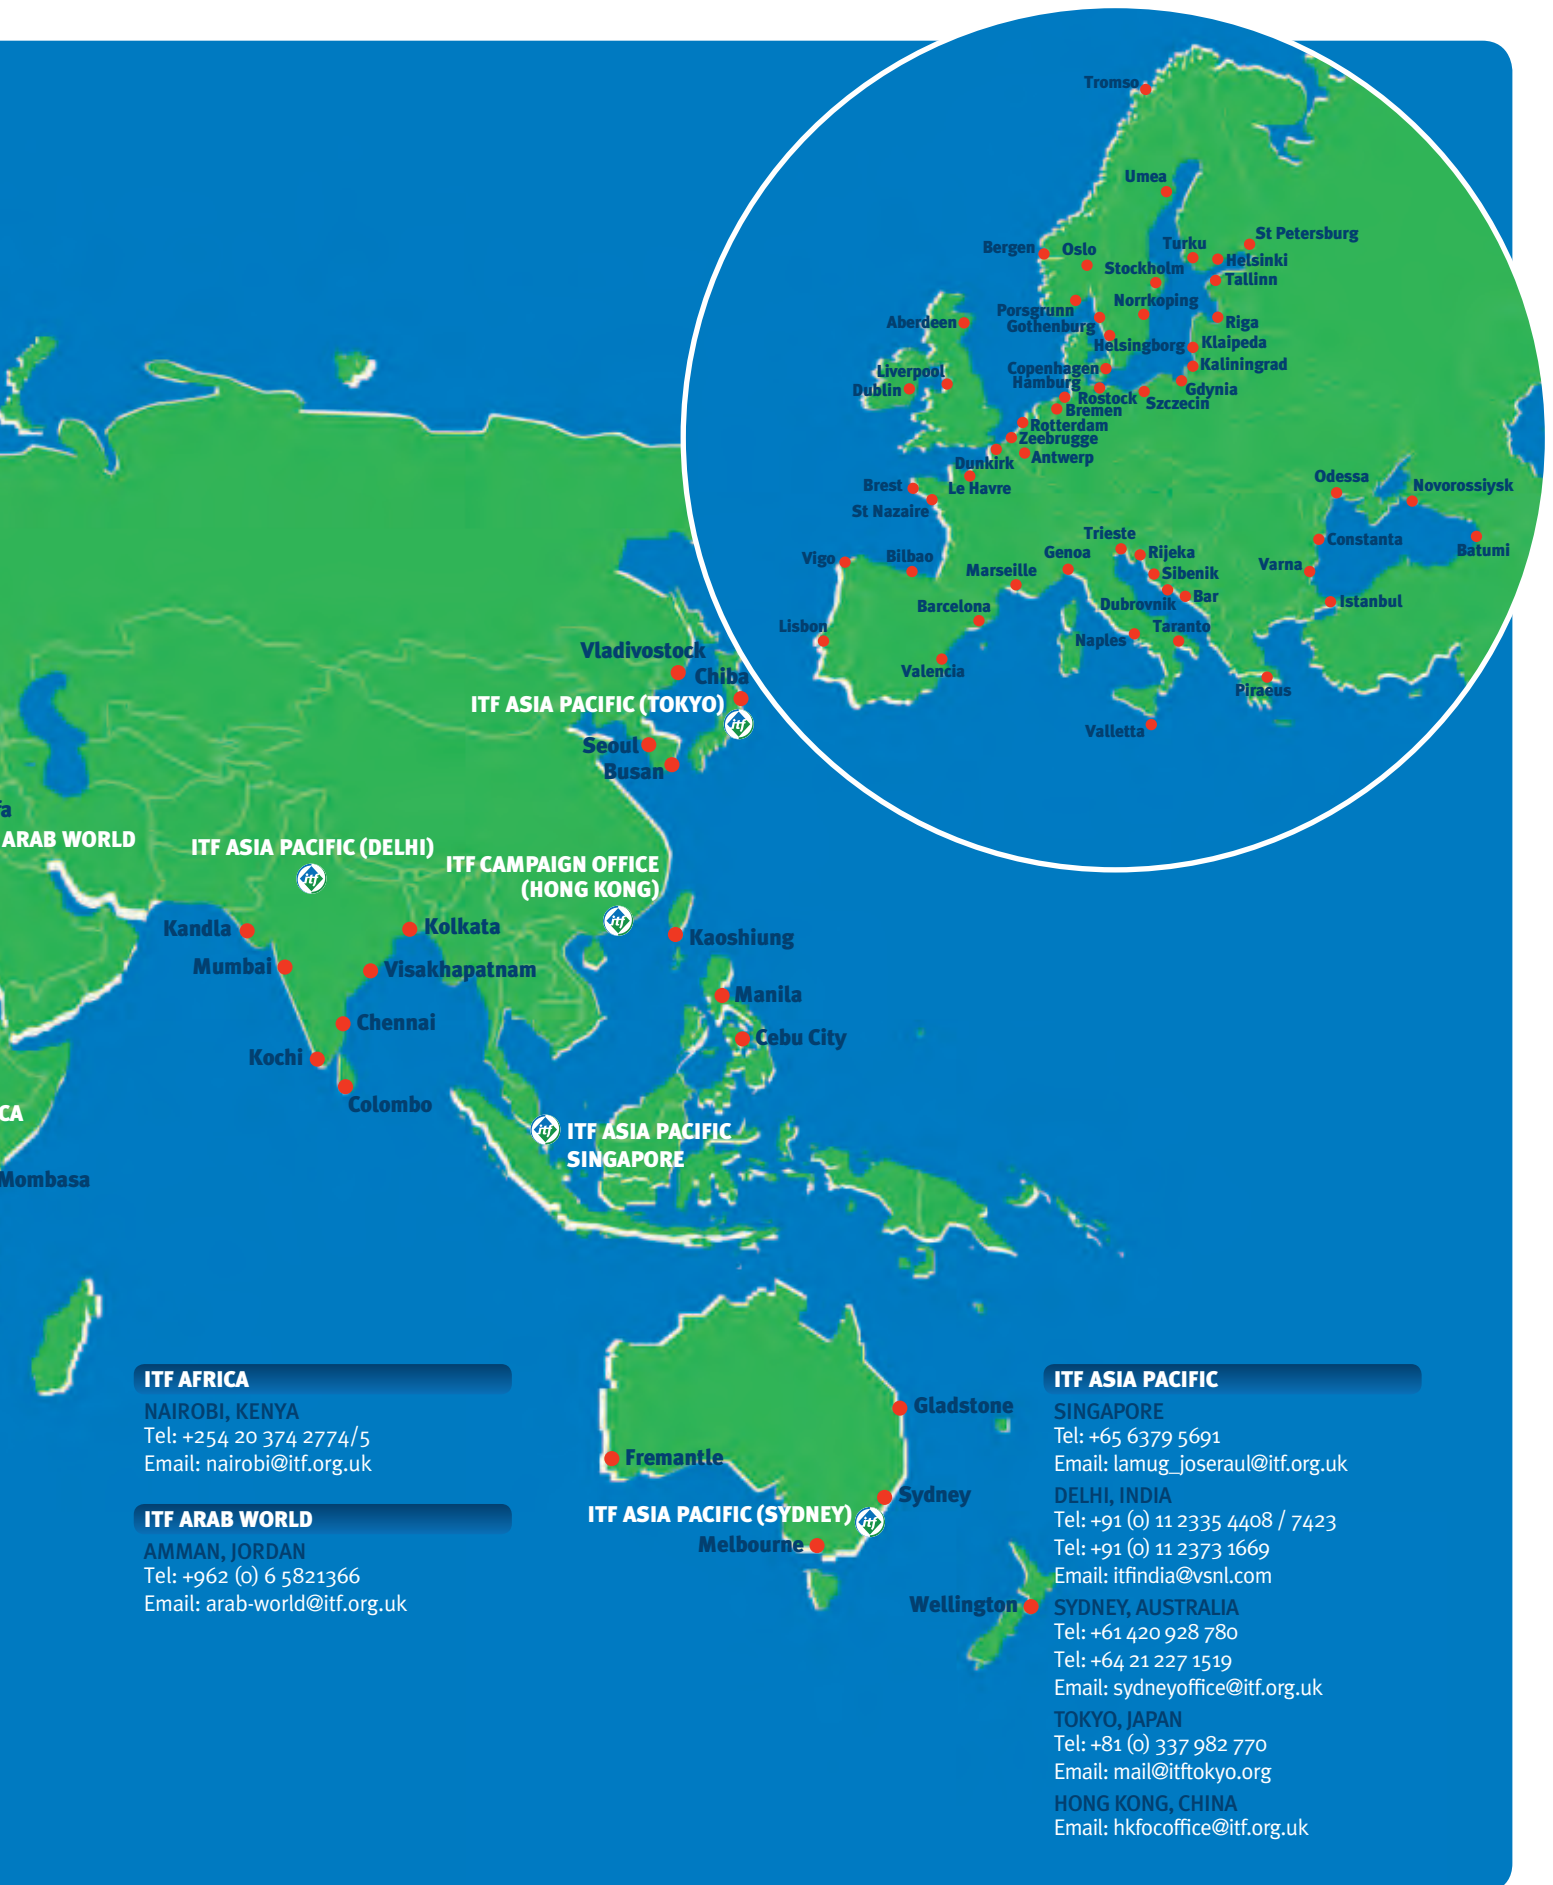 Tromso
Umea
St Petersburg
Bergen
Oslo
Turku
Helsinki
Stockholm
Tallinn
Norrkoping
Porsgrunn
Aberdeen
Gothenburg
Riga
Helsingborg
Klaipeda
Copenhagen
Kaliningrad
Liverpool
Hamburg
Dublin
Rostock
Gdynia
Szczecin
Bremen
Rotterdam
Zeebrugge
Dunkirk
Antwerp
Brest
Le Havre
Odessa
Novorossiysk
St Nazaire
Trieste
Constanta
Vigo
Bilbao
Genoa
Rijeka
Batumi
Marseille
Sibenik
Varna
Barcelona
Dubrovnik
Bar
Istanbul
Lisbon
Naples
Taranto
Valencia
Piraeus
Valletta
Vladivostock
Chiba
ITF ASIA PACIFIC (TOKYO)
itf
Seoul
Busan
fa
ARAB WORLD
ITF ASIA PACIFIC (DELHI)
itf
ITF CAMPAIGN OFFICE
(HONG KONG)
itf
Kandla
Kolkata
Kaoshiung
Mumbai
Visakhapatnam
Manila
Chennai
Cebu City
Kochi
Colombo
CA
itf
ITF ASIA PACIFIC
SINGAPORE
Mombasa
Gladstone
Fremantle
Sydney
ITF ASIA PACIFIC (SYDNEY)
itf
Melbourne
Wellington
ITF AFRICA
NAIROBI, KENYA
Tel: +254 20 374 2774/5
Email: nairobi@itf.org.uk
ITF ARAB WORLD
AMMAN, JORDAN
Tel: +962 (0) 6 5821366
Email: arab-world@itf.org.uk
ITF ASIA PACIFIC
SINGAPORE
Tel: +65 6379 5691
Email: lamug_joseraul@itf.org.uk
DELHI, INDIA
Tel: +91 (0) 11 2335 4408 / 7423
Tel: +91 (0) 11 2373 1669
Email: itfindia@vsnl.com
SYDNEY, AUSTRALIA
Tel: +61 420 928 780
Tel: +64 21 227 1519
Email: sydneyoffice@itf.org.uk
TOKYO, JAPAN
Tel: +81 (0) 337 982 770
Email: mail@itftokyo.org
HONG KONG, CHINA
Email: hkfocoffice@itf.org.uk